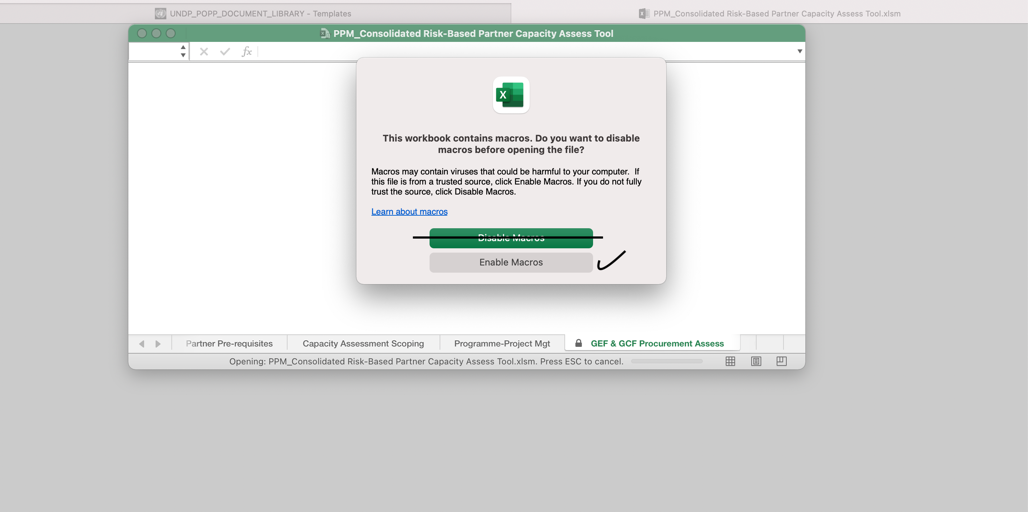 UNDP_POPP_DOCUMENT_LIBRARY - Templates
PPM_Consolidated Risk-Based Partner Capacity Assess Tool.xlsm
PPM_Consolidated Risk-Based Partner Capacity Assess Tool
fx
X
This workbook contains macros. Do you want to disable
macros before opening the file?
Macros may contain viruses that could be harmful to your computer. If
this file is from a trusted source, click Enable Macros. If you do not fully
trust the source, click Disable Macros.
Learn about macros
Disable Macros
Enable Macros
Partner Pre-requisites
Capacity Assessment Scoping
Programme-Project Mgt
GEF & GCF Procurement Assess
Opening: PPM_Consolidated Risk-Based Partner Capacity Assess Tool.xlsm. Press ESC to cancel.